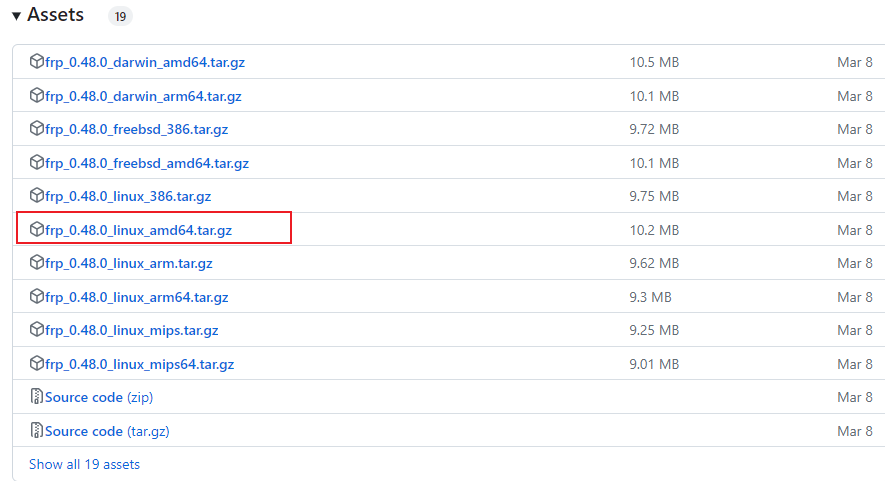 Assets 19
frp_0.48.0_darwin_amd64.tar.gz 10.5 MB Mar 8
frp_0.48.0_darwin_arm64.tar.gz 10.1 MB Mar 8
frp_0.48.0_freebsd_386.tar.gz 9.72 MB Mar 8
frp_0.48.0_freebsd_amd64.tar.gz 10.1 MB Mar 8
frp_0.48.0_linux_386.tar.gz 9.75 MB Mar 8
frp_0.48.0_linux_amd64.tar.gz 10.2 MB Mar 8
frp_0.48.0_linux_arm.tar.gz 9.62 MB Mar 8
frp_0.48.0_linux_arm64.tar.gz 9.3 MB Mar 8
frp_0.48.0_linux_mips.tar.gz 9.25 MB Mar 8
frp_0.48.0_linux_mips64.tar.gz 9.01 MB Mar 8
Source code (zip) Mar 8
Source code (tar.gz) Mar 8
Show all 19 assets